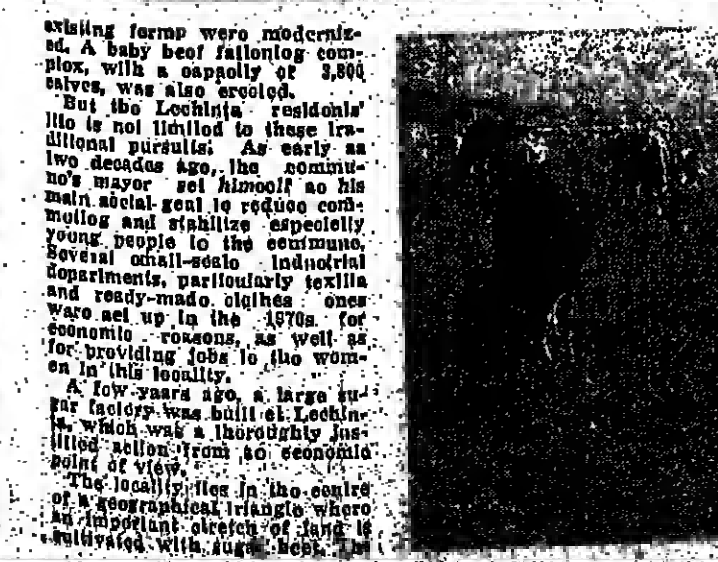 existing farms were moderniz-
ed. A baby beef fattening com-
plex, with a capacity of 3,800
calves, was also erected.
But the Lechinta residents'
life is not limited to these tra-
ditional pursuits. As early as
two decades ago, the commu-
ne's mayor set himself as his
main social goal to reduce com-
muting and stabilize especially
young people to the commune.
Several small-scale industrial
departments, particularly textile
and ready-made clothes ones
were set up in the 1970s for
economic reasons, as well as
for providing jobs to the wom-
en in this locality.
A few years ago, a large su-
gar factory was built at Lechin-
ta, which was a thoroughly jus-
tified action from an economic
point of view.
The locality lies in the centre
of a geographical triangle where
an important stretch of land is
cultivated with sugar beet. The